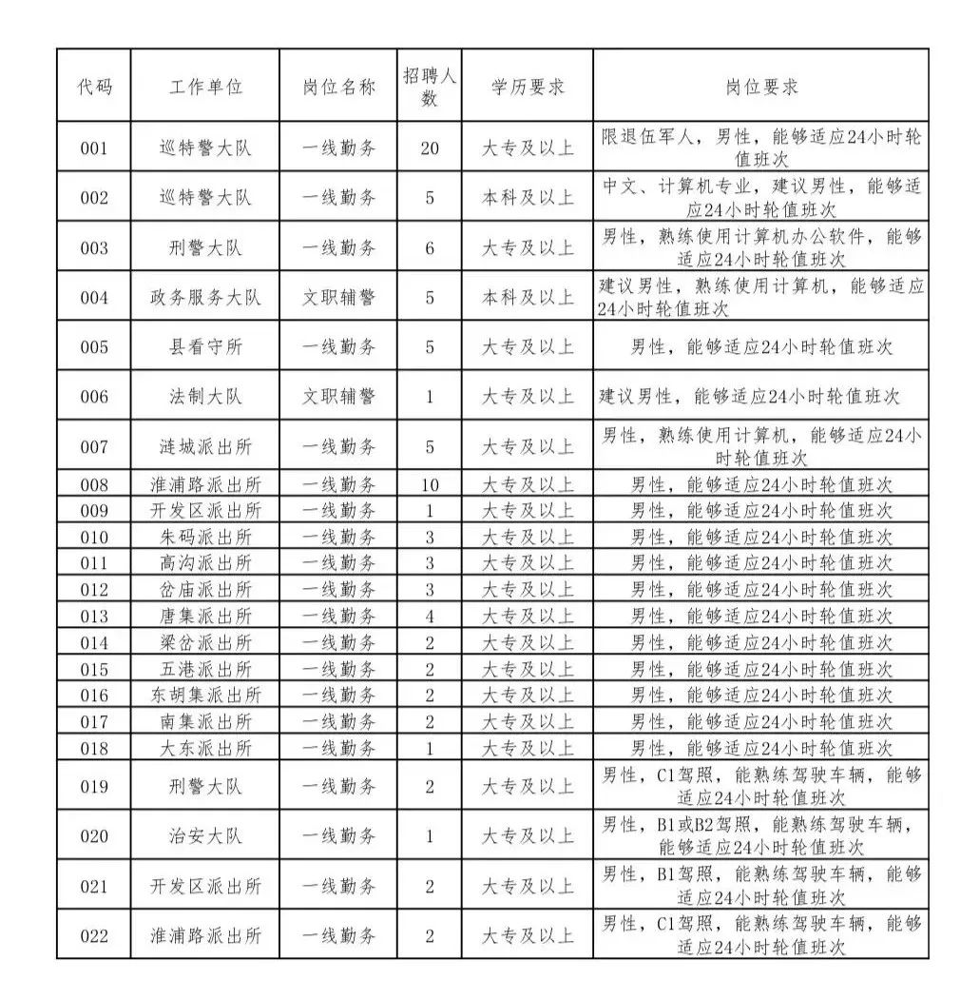 代码 工作单位 岗位名称 招聘人数 学历要求 岗位要求
001 巡特警大队 一线勤务 20 大专及以上 限退伍军人，男性，能够适应24小时轮
值班次
002 巡特警大队 一线勤务 5 本科及以上 中文、计算机专业，建议男性，能够适
应24小时轮值班次
003 刑警大队 一线勤务 6 大专及以上 男性，熟练使用计算机办公软件，能够
适应24小时轮值班次
004 政务服务大队 文职辅警 5 本科及以上 建议男性，熟练使用计算机，能够适应
24小时轮值班次
005 县看守所 一线勤务 5 大专及以上 男性，能够适应24小时轮值班次
006 法制大队 文职辅警 1 大专及以上 建议男性，能够适应24小时轮值班次
007 涟城派出所 一线勤务 5 大专及以上 男性，熟练使用计算机，能够适应24小
时轮值班次
008 淮浦路派出所 一线勤务 10 大专及以上 男性，能够适应24小时轮值班次
009 开发区派出所 一线勤务 1 大专及以上 男性，能够适应24小时轮值班次
010 朱码派出所 一线勤务 3 大专及以上 男性，能够适应24小时轮值班次
011 高沟派出所 一线勤务 3 大专及以上 男性，能够适应24小时轮值班次
012 岔庙派出所 一线勤务 3 大专及以上 男性，能够适应24小时轮值班次
013 唐集派出所 一线勤务 4 大专及以上 男性，能够适应24小时轮值班次
014 梁岔派出所 一线勤务 2 大专及以上 男性，能够适应24小时轮值班次
015 五港派出所 一线勤务 2 大专及以上 男性，能够适应24小时轮值班次
016 东胡集派出所 一线勤务 2 大专及以上 男性，能够适应24小时轮值班次
017 南集派出所 一线勤务 2 大专及以上 男性，能够适应24小时轮值班次
018 大东派出所 一线勤务 1 大专及以上 男性，能够适应24小时轮值班次
019 刑警大队 一线勤务 2 大专及以上 男性，C1驾照，能熟练驾驶车辆，能够
适应24小时轮值班次
020 治安大队 一线勤务 1 大专及以上 男性，B1或B2驾照，能熟练驾驶车辆，
能够适应24小时轮值班次
021 开发区派出所 一线勤务 2 大专及以上 男性，B1驾照，能熟练驾驶车辆，能够
适应24小时轮值班次
022 淮浦路派出所 一线勤务 2 大专及以上 男性，C1驾照，能熟练驾驶车辆，能够
适应24小时轮值班次